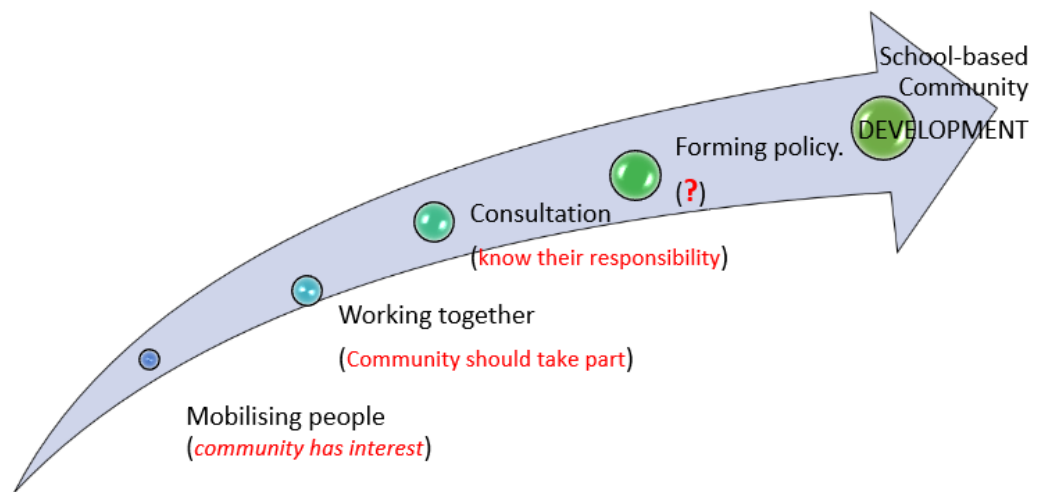 School-based
Community
DEVELOPMENT
Forming policy.
(?)
Consultation
(know their responsibility)
Working together
(Community should take part)
Mobilising people
(community has interest)